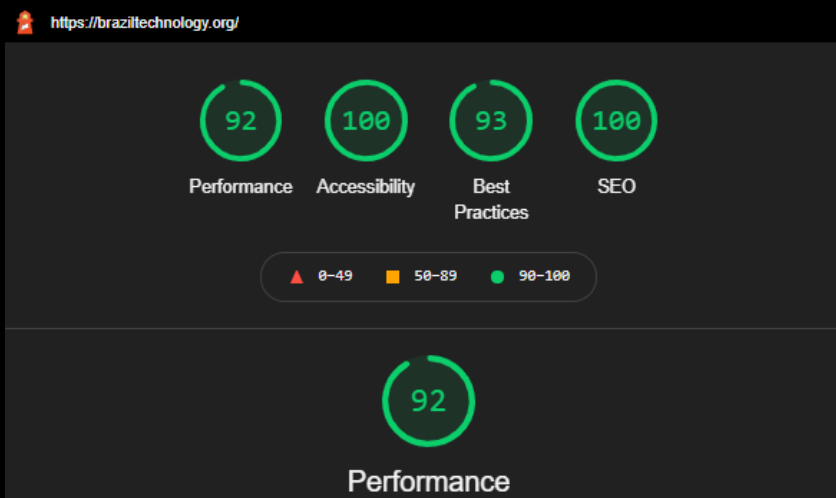 https://braziltechnology.org/
92 100 93 100
Performance Accessibility Best Practices SEO
0–49 50–89 90–100
92
Performance